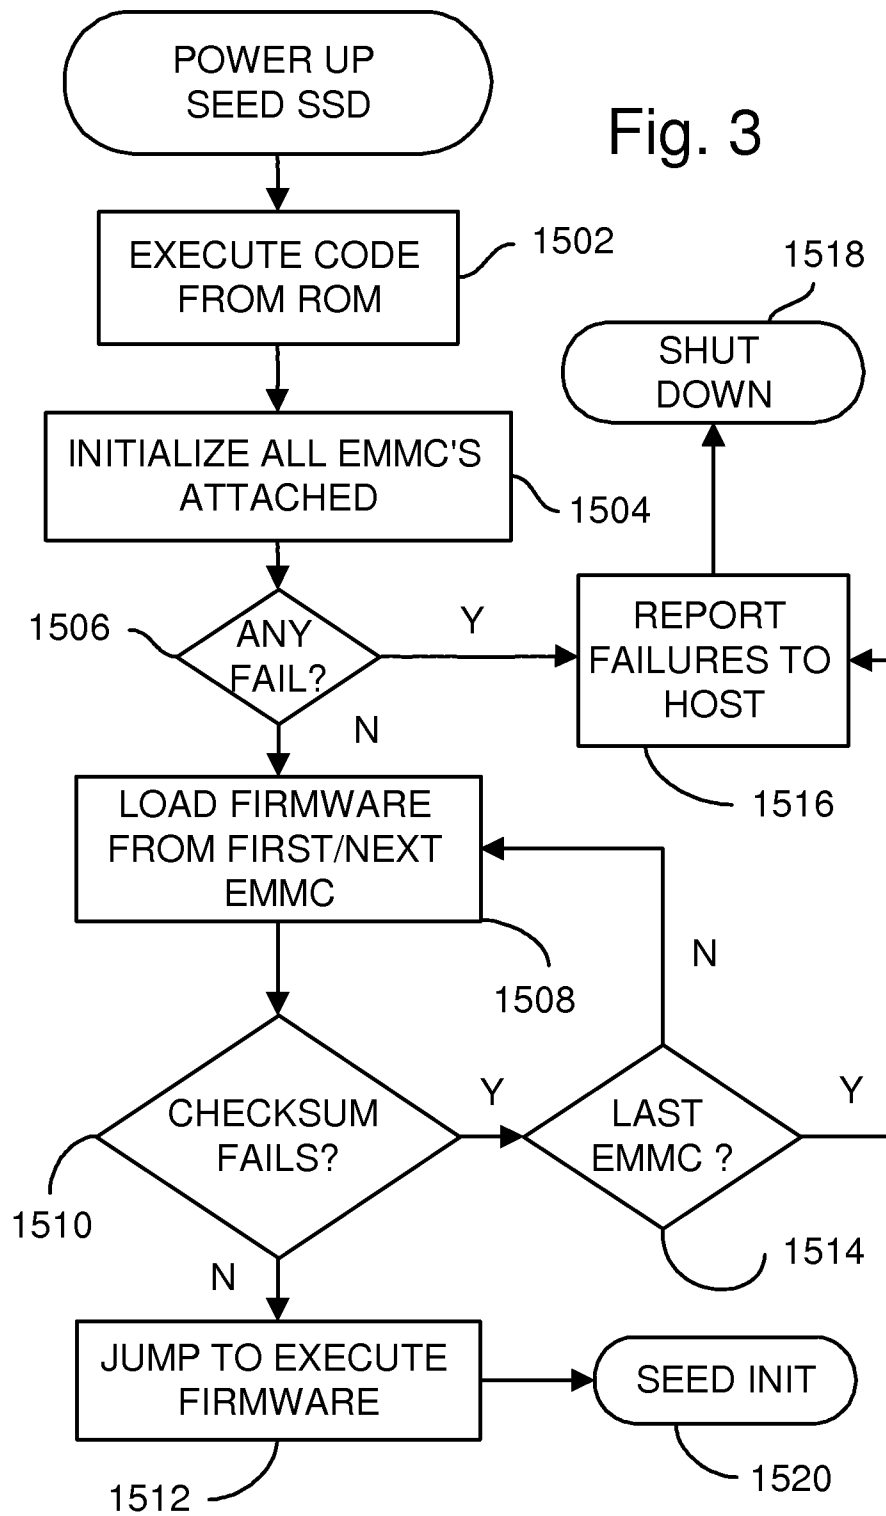 POWER UP
SEED SSD
Fig. 3
EXECUTE CODE
FROM ROM
1502
1518
SHUT
DOWN
INITIALIZE ALL EMMC'S
ATTACHED
1504
1506
ANY
FAIL?
Y
N
REPORT
FAILURES TO
HOST
1516
LOAD FIRMWARE
FROM FIRST/NEXT
EMMC
1508
N
CHECKSUM
FAILS?
Y
1510
N
LAST
EMMC ?
Y
1514
JUMP TO EXECUTE
FIRMWARE
1512
SEED INIT
1520